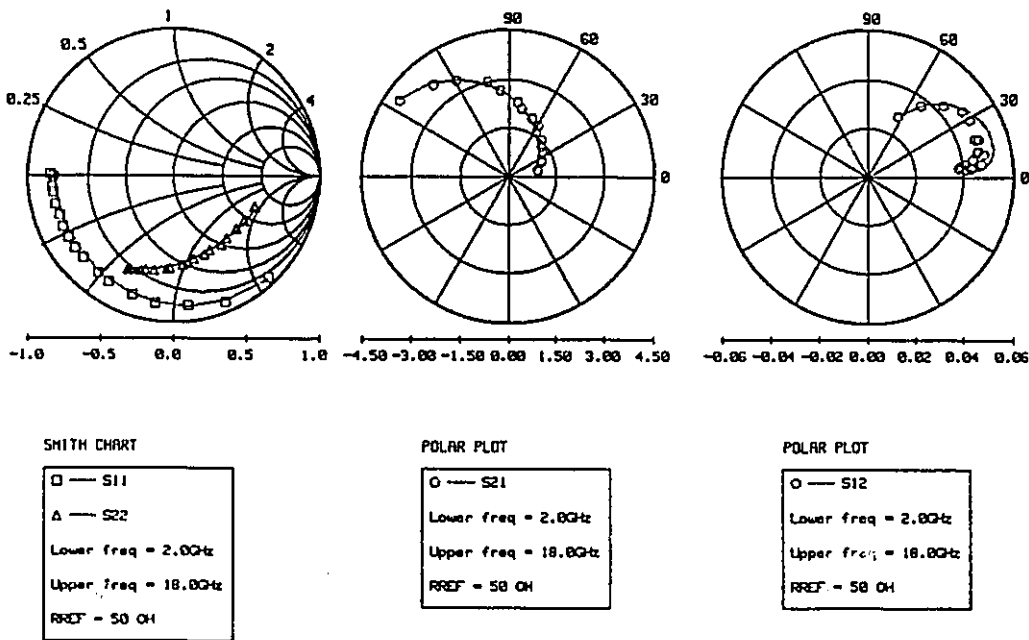 1
0.5
2
0.25
4
-1.0 -0.5 0.0 0.5 1.0
90
60
30
0
-4.50 -3.00 -1.50 0.00 1.50 3.00 4.50
90
60
30
0
-0.06 -0.04 -0.02 0.00 0.02 0.04 0.06
SMITH CHART
S11
S22
Lower freq = 2.0GHz
Upper freq = 18.0GHz
RREF = 50 OH
POLAR PLOT
S21
Lower freq = 2.0GHz
Upper freq = 18.0GHz
RREF = 50 OH
POLAR PLOT
S12
Lower freq = 2.0GHz
Upper freq = 18.0GHz
RREF = 50 OH